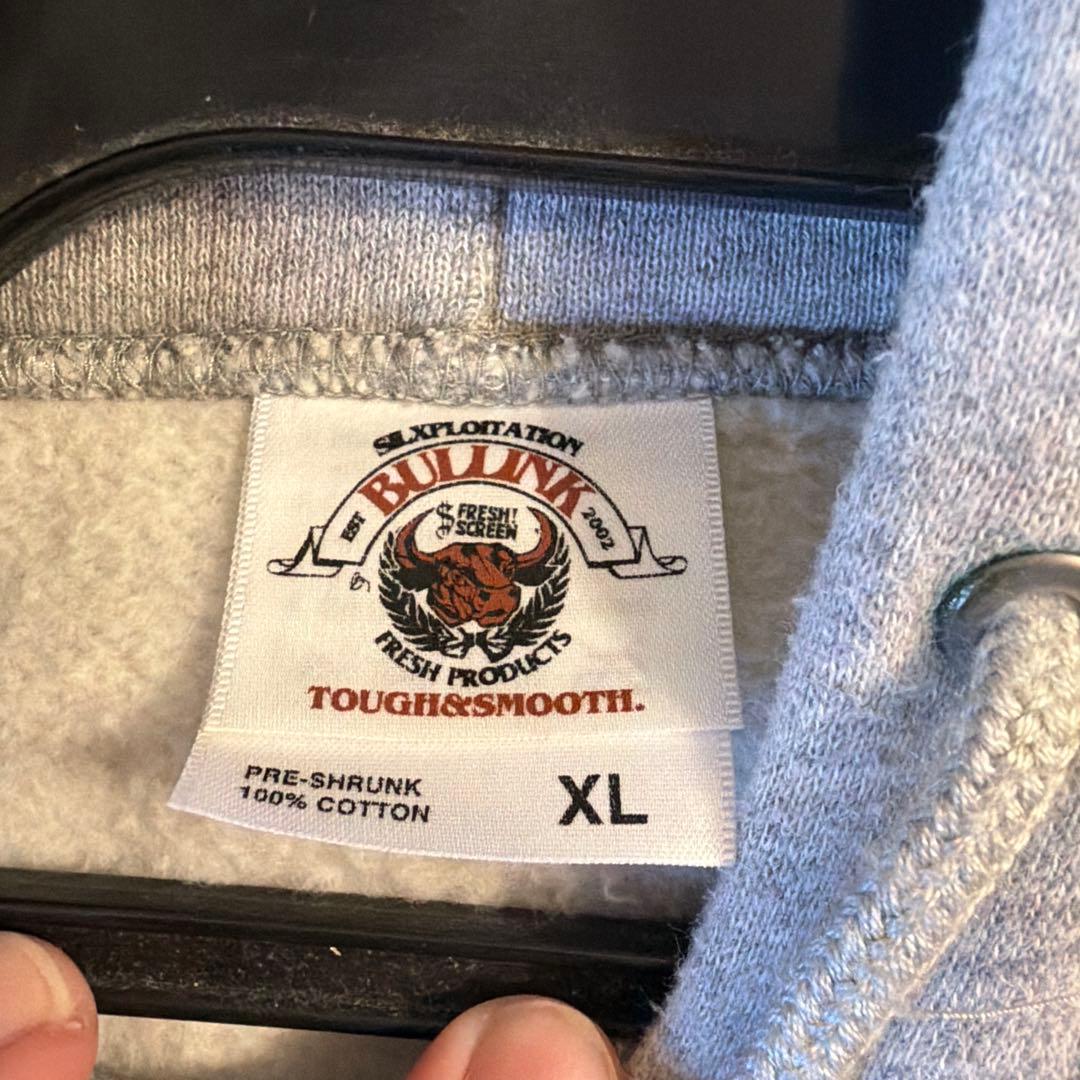 SILXPLOITATION
BULLINK
EST 2002
$ FRESH!
SCREEN
FRESH PRODUCTS
TOUGH&SMOOTH.
PRE-SHRUNK
100% COTTON
XL